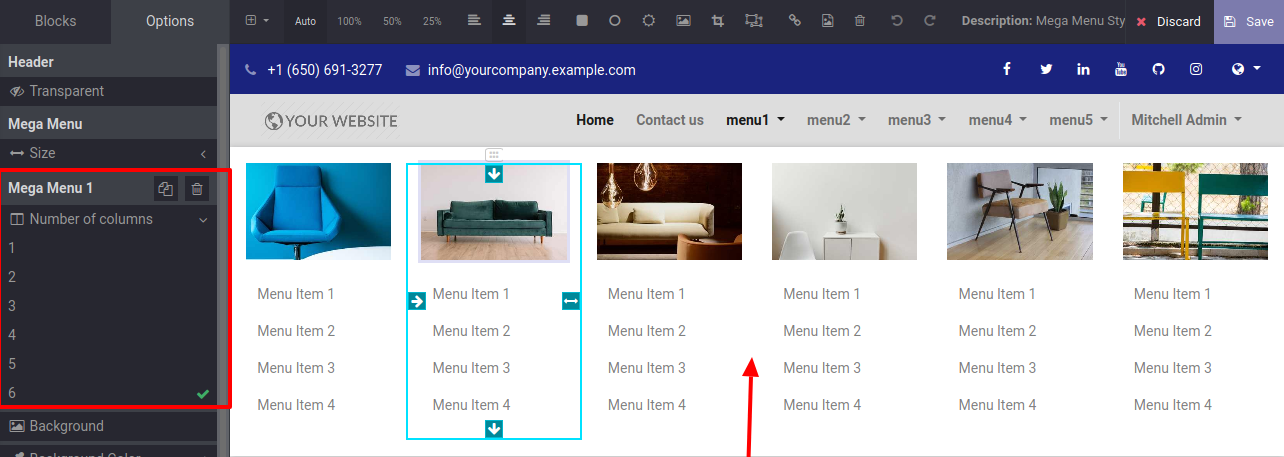 Blocks Options Auto 100% 50% 25% Description: Mega Menu Sty Discard Save
Header
Transparent
Mega Menu
Size
Mega Menu 1
Number of columns
1
2
3
4
5
6
Background
Background Color
+1 (650) 691-3277 info@yourcompany.example.com
YOUR WEBSITE Home Contact us menu1 menu2 menu3 menu4 menu5 Mitchell Admin
Menu Item 1 Menu Item 1 Menu Item 1 Menu Item 1 Menu Item 1 Menu Item 1
Menu Item 2 Menu Item 2 Menu Item 2 Menu Item 2 Menu Item 2 Menu Item 2
Menu Item 3 Menu Item 3 Menu Item 3 Menu Item 3 Menu Item 3 Menu Item 3
Menu Item 4 Menu Item 4 Menu Item 4 Menu Item 4 Menu Item 4 Menu Item 4